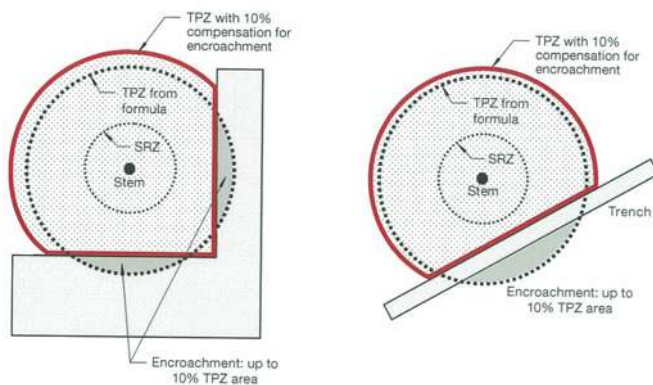 TPZ with 10%
compensation for
encroachment
TPZ from
formula
SRZ
Stem
Encroachment: up to
10% TPZ area
TPZ with 10%
compensation for
encroachment
TPZ from
formula
SRZ
Stem
Trench
Encroachment: up to
10% TPZ area